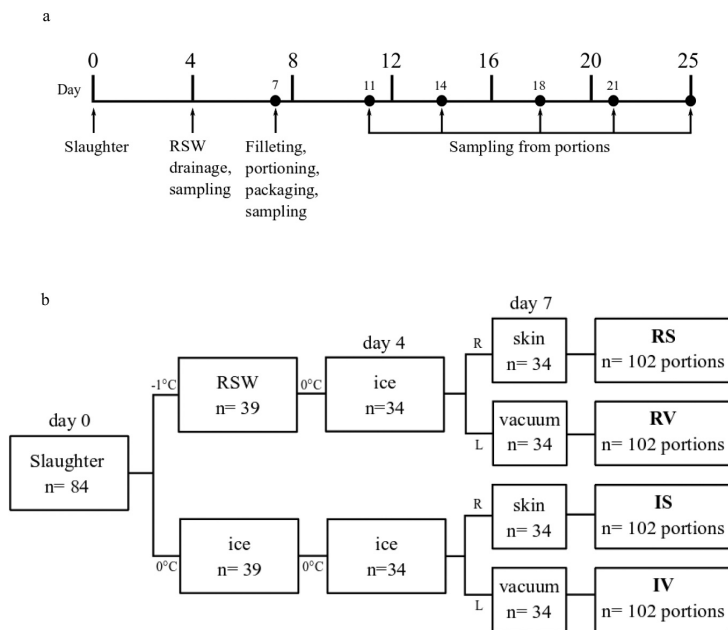 a
0 4 8 12 16 20 25
Day 7 11 14 18 21
Slaughter RSW Filleting, Sampling from portions
drainage, portioning,
sampling packaging,
sampling
b
day 7
day 4
day 0
R skin RS
n= 34 n= 102 portions
-1°C RSW 0°C ice
n= 39 n=34
L vacuum RV
n= 34 n= 102 portions
Slaughter
n= 84
R skin IS
n= 34 n= 102 portions
0°C ice 0°C ice
n= 39 n=34
L vacuum IV
n= 34 n= 102 portions